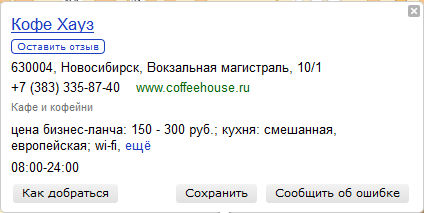 Кофе Хауз
Оставить отзыв
630004, Новосибирск, Вокзальная магистраль, 10/1
+7 (383) 335-87-40 www.coffeehouse.ru
Кафе и кофейни
цена бизнес-ланча: 150 - 300 руб.; кухня: смешанная,
европейская; wi-fi, ещё
08:00-24:00
Как добраться Сохранить Сообщить об ошибке